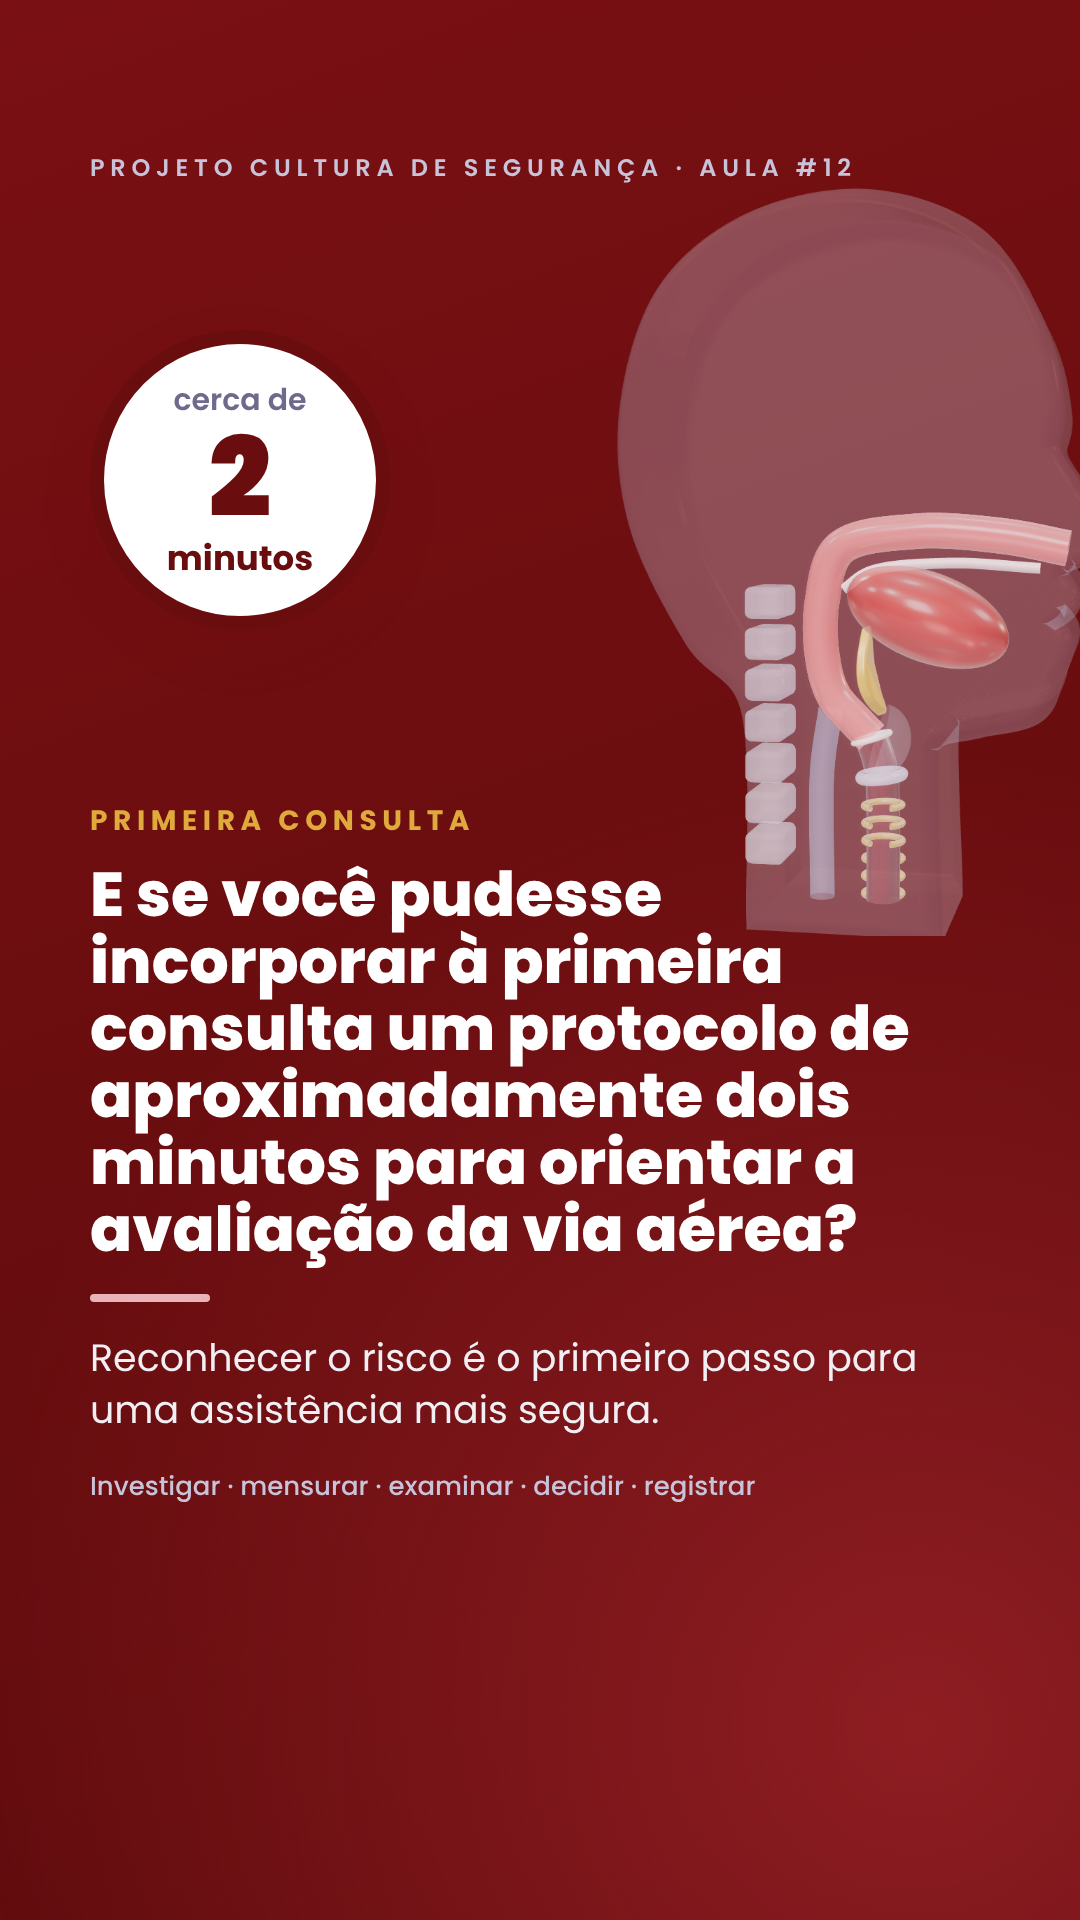 PROJETO CULTURA DE SEGURANÇA · AULA #12
cerca de
2
minutos
PRIMEIRA CONSULTA
E se você pudesse
incorporar à primeira
consulta um protocolo de
aproximadamente dois
minutos para orientar a
avaliação da via aérea?
Reconhecer o risco é o primeiro passo para
uma assistência mais segura.
Investigar · mensurar · examinar · decidir · registrar